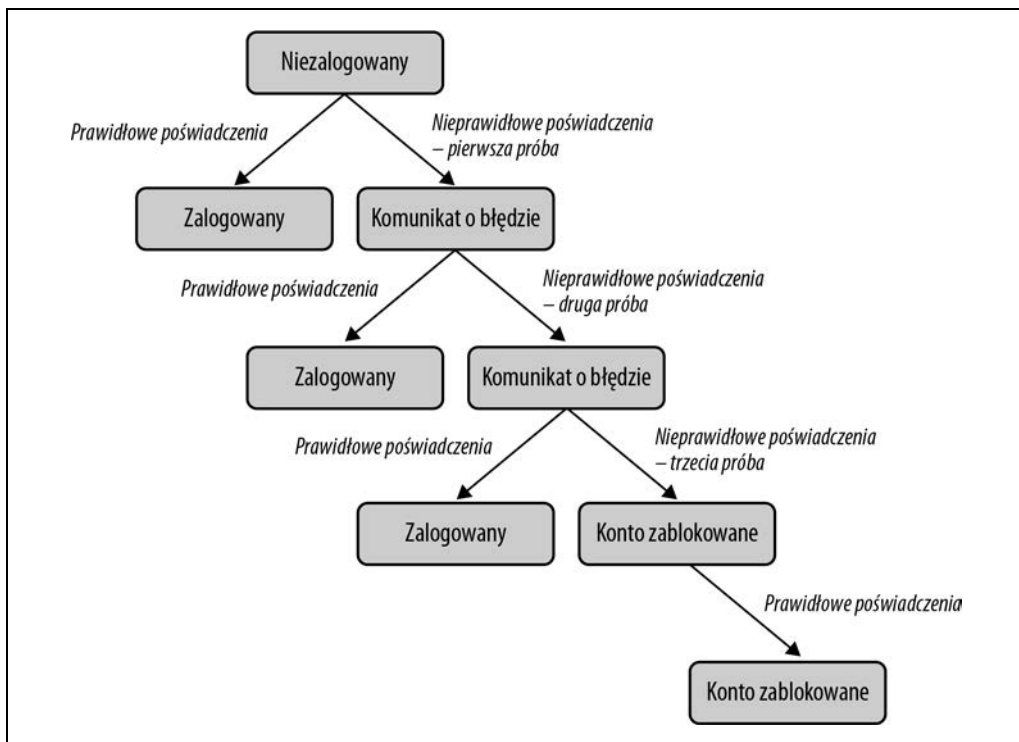 Niezalogowany
Prawidłowe poświadczenia
Nieprawidłowe poświadczenia
– pierwsza próba
Zalogowany
Komunikat o błędzie
Prawidłowe poświadczenia
Nieprawidłowe poświadczenia
– druga próba
Zalogowany
Komunikat o błędzie
Prawidłowe poświadczenia
Nieprawidłowe poświadczenia
– trzecia próba
Zalogowany
Konto zablokowane
Prawidłowe poświadczenia
Konto zablokowane